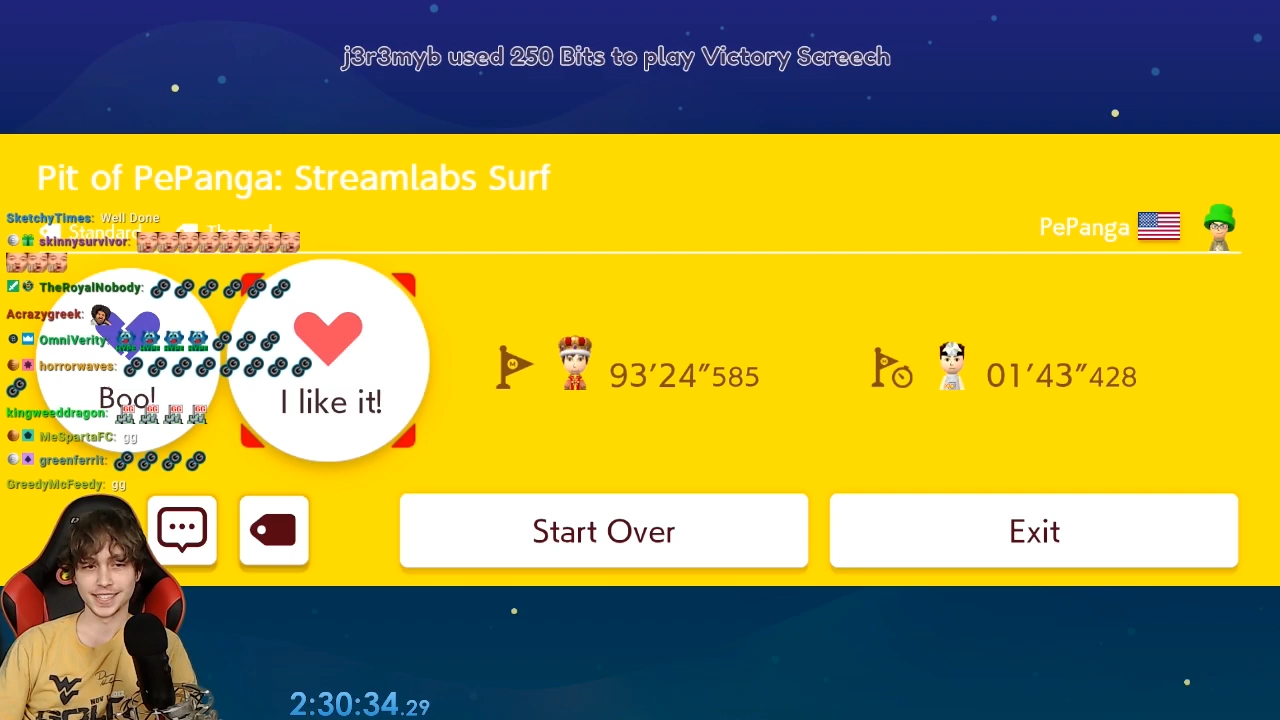 j3r3myb used 250 Bits to play Victory Screech
Pit of PePanga: Streamlabs Surf
SketchyTimes: Well Done
Standard Themed
PePanga
skinnysurvivor:
TheRoyalNobody:
Acrazygreek:
OmniVerity:
horrorwaves:
Boo!
I like it!
M
93'24"585
01'43"428
kingweeddragon:
MeSpartaFC: gg
greenferrit:
GreedyMcFeedy: gg
Start Over
Exit
2:30:34.29